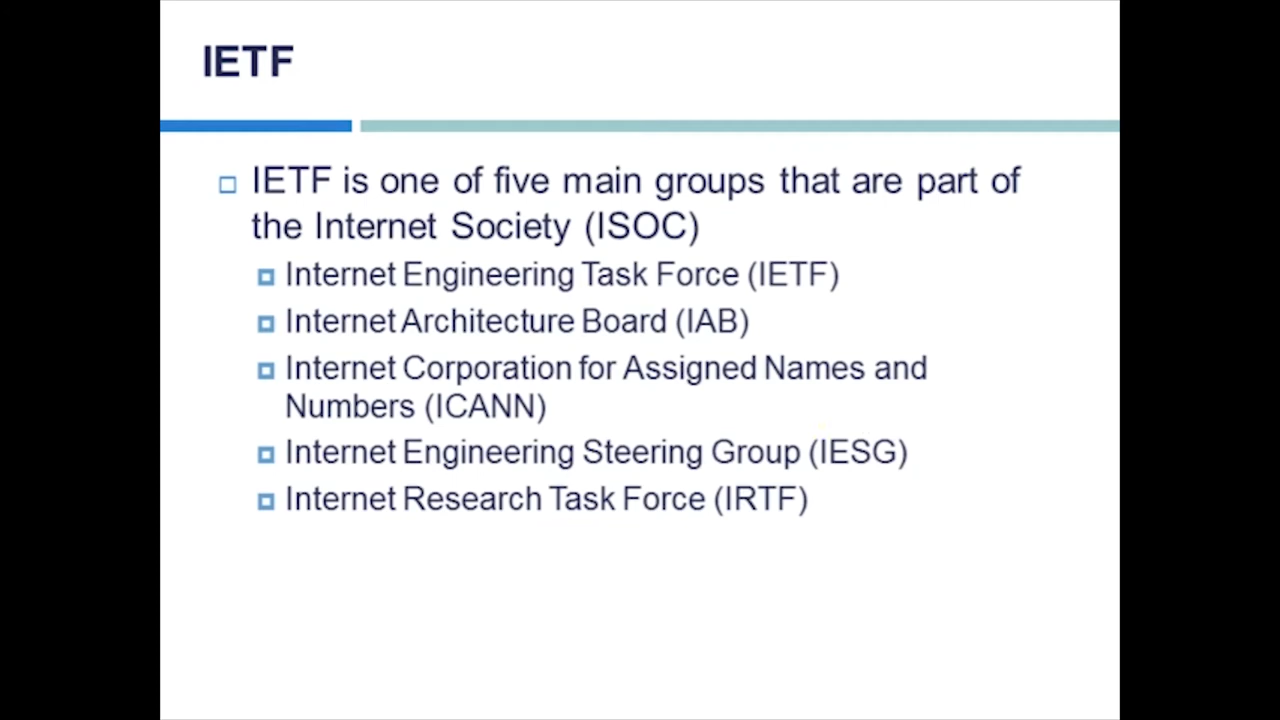 IETF
IETF is one of five main groups that are part of
the Internet Society (ISOC)
Internet Engineering Task Force (IETF)
Internet Architecture Board (IAB)
Internet Corporation for Assigned Names and
Numbers (ICANN)
Internet Engineering Steering Group (IESG)
Internet Research Task Force (IRTF)